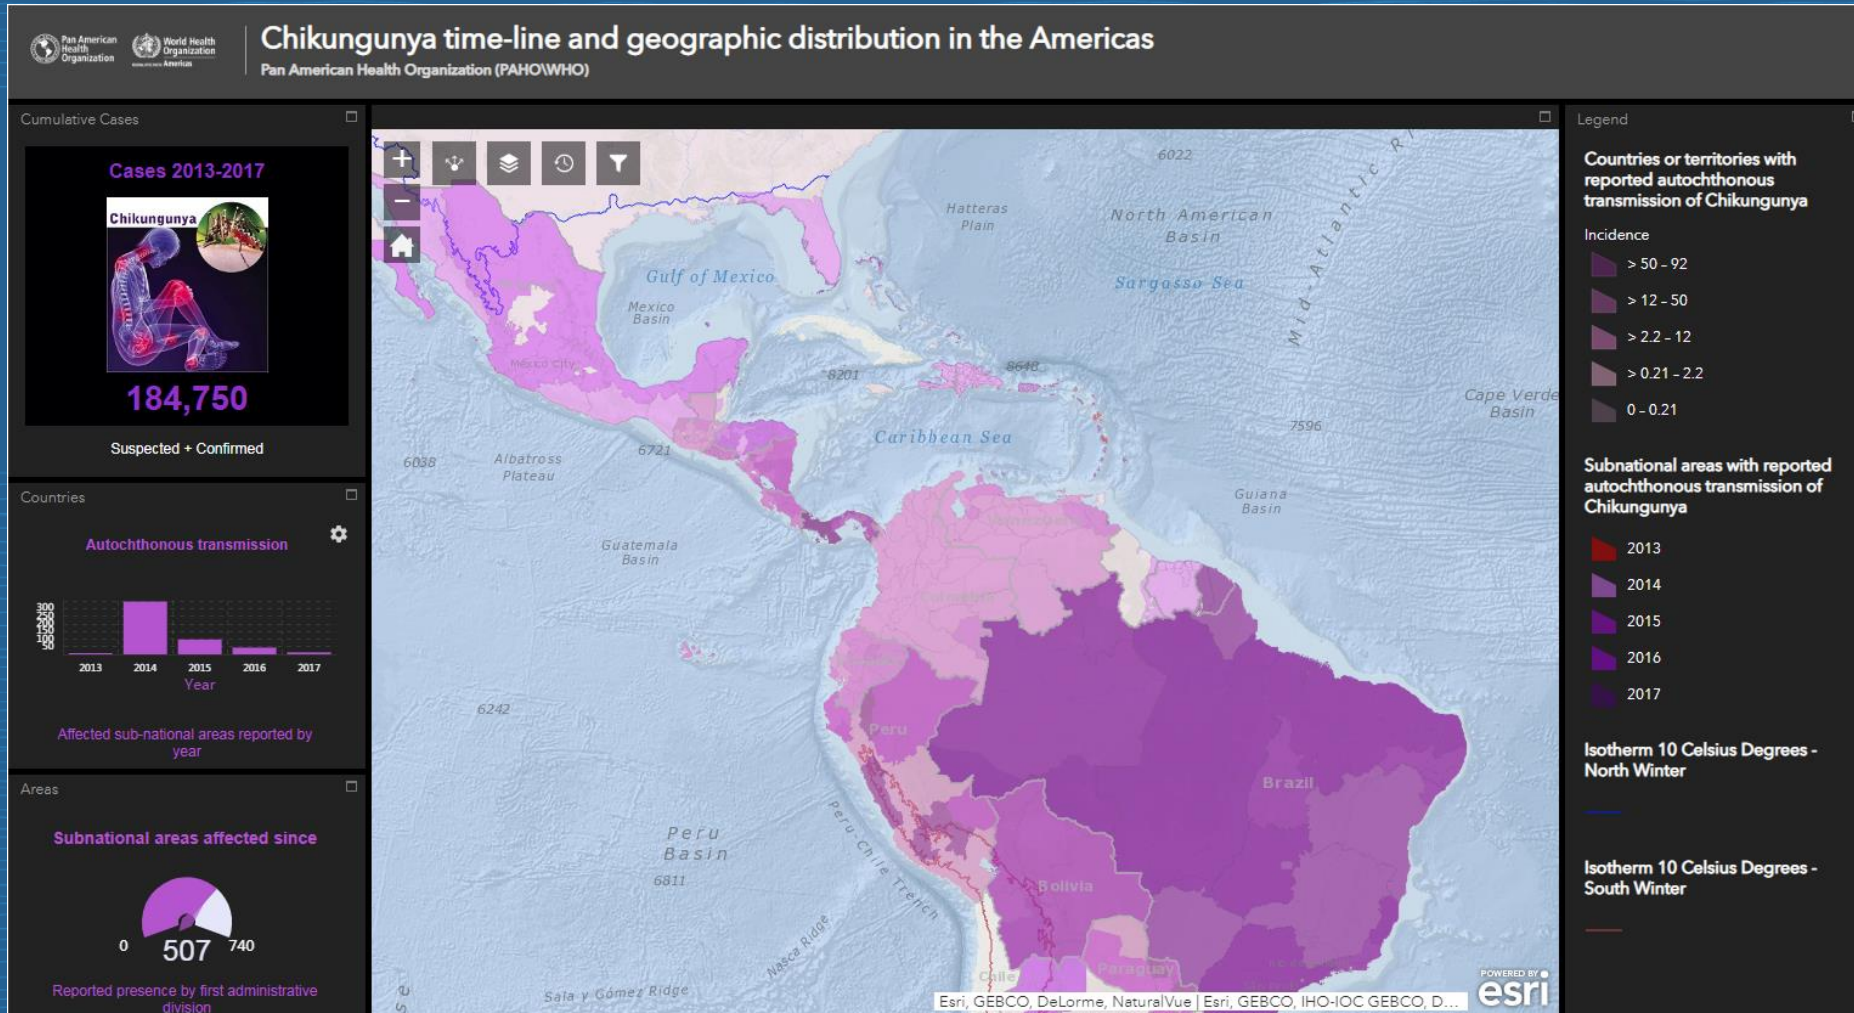 Pan American
Health
Organization
World Health
Organization
Americas
Chikungunya time-line and geographic distribution in the Americas
Pan American Health Organization (PAHO\WHO)
Cumulative Cases
Cases 2013-2017
Chikungunya
184,750
Suspected + Confirmed
Countries
Autochthonous transmission
300
250
200
150
100
50
2013 2014 2015 2016 2017
Year
Affected sub-national areas reported by
year
Areas
Subnational areas affected since
0 507 740
Reported presence by first administrative
division
+
−
6022
Hatteras
Plain
North American
Basin
Mid-Atlantic
Gulf of Mexico
Sargasso Sea
Mexico
Basin
Mexico City
8201
8648
Cape Verde
Basin
7596
Caribbean Sea
6721
6038
Albatross
Plateau
Guiana
Basin
Guatemala
Basin
Colombia
6242
Peru
Brazil
Peru
Basin
6811
Peru-Chile Trench
Bolivia
Nasca Ridge
Chile
Paraguay
Sala y Gómez Ridge
Esri, GEBCO, DeLorme, NaturalVue | Esri, GEBCO, IHO-IOC GEBCO, D...
POWERED BY
esri
Legend
Countries or territories with
reported autochthonous
transmission of Chikungunya
Incidence
> 50 - 92
> 12 - 50
> 2.2 - 12
> 0.21 - 2.2
0 - 0.21
Subnational areas with reported
autochthonous transmission of
Chikungunya
2013
2014
2015
2016
2017
Isotherm 10 Celsius Degrees -
North Winter
Isotherm 10 Celsius Degrees -
South Winter